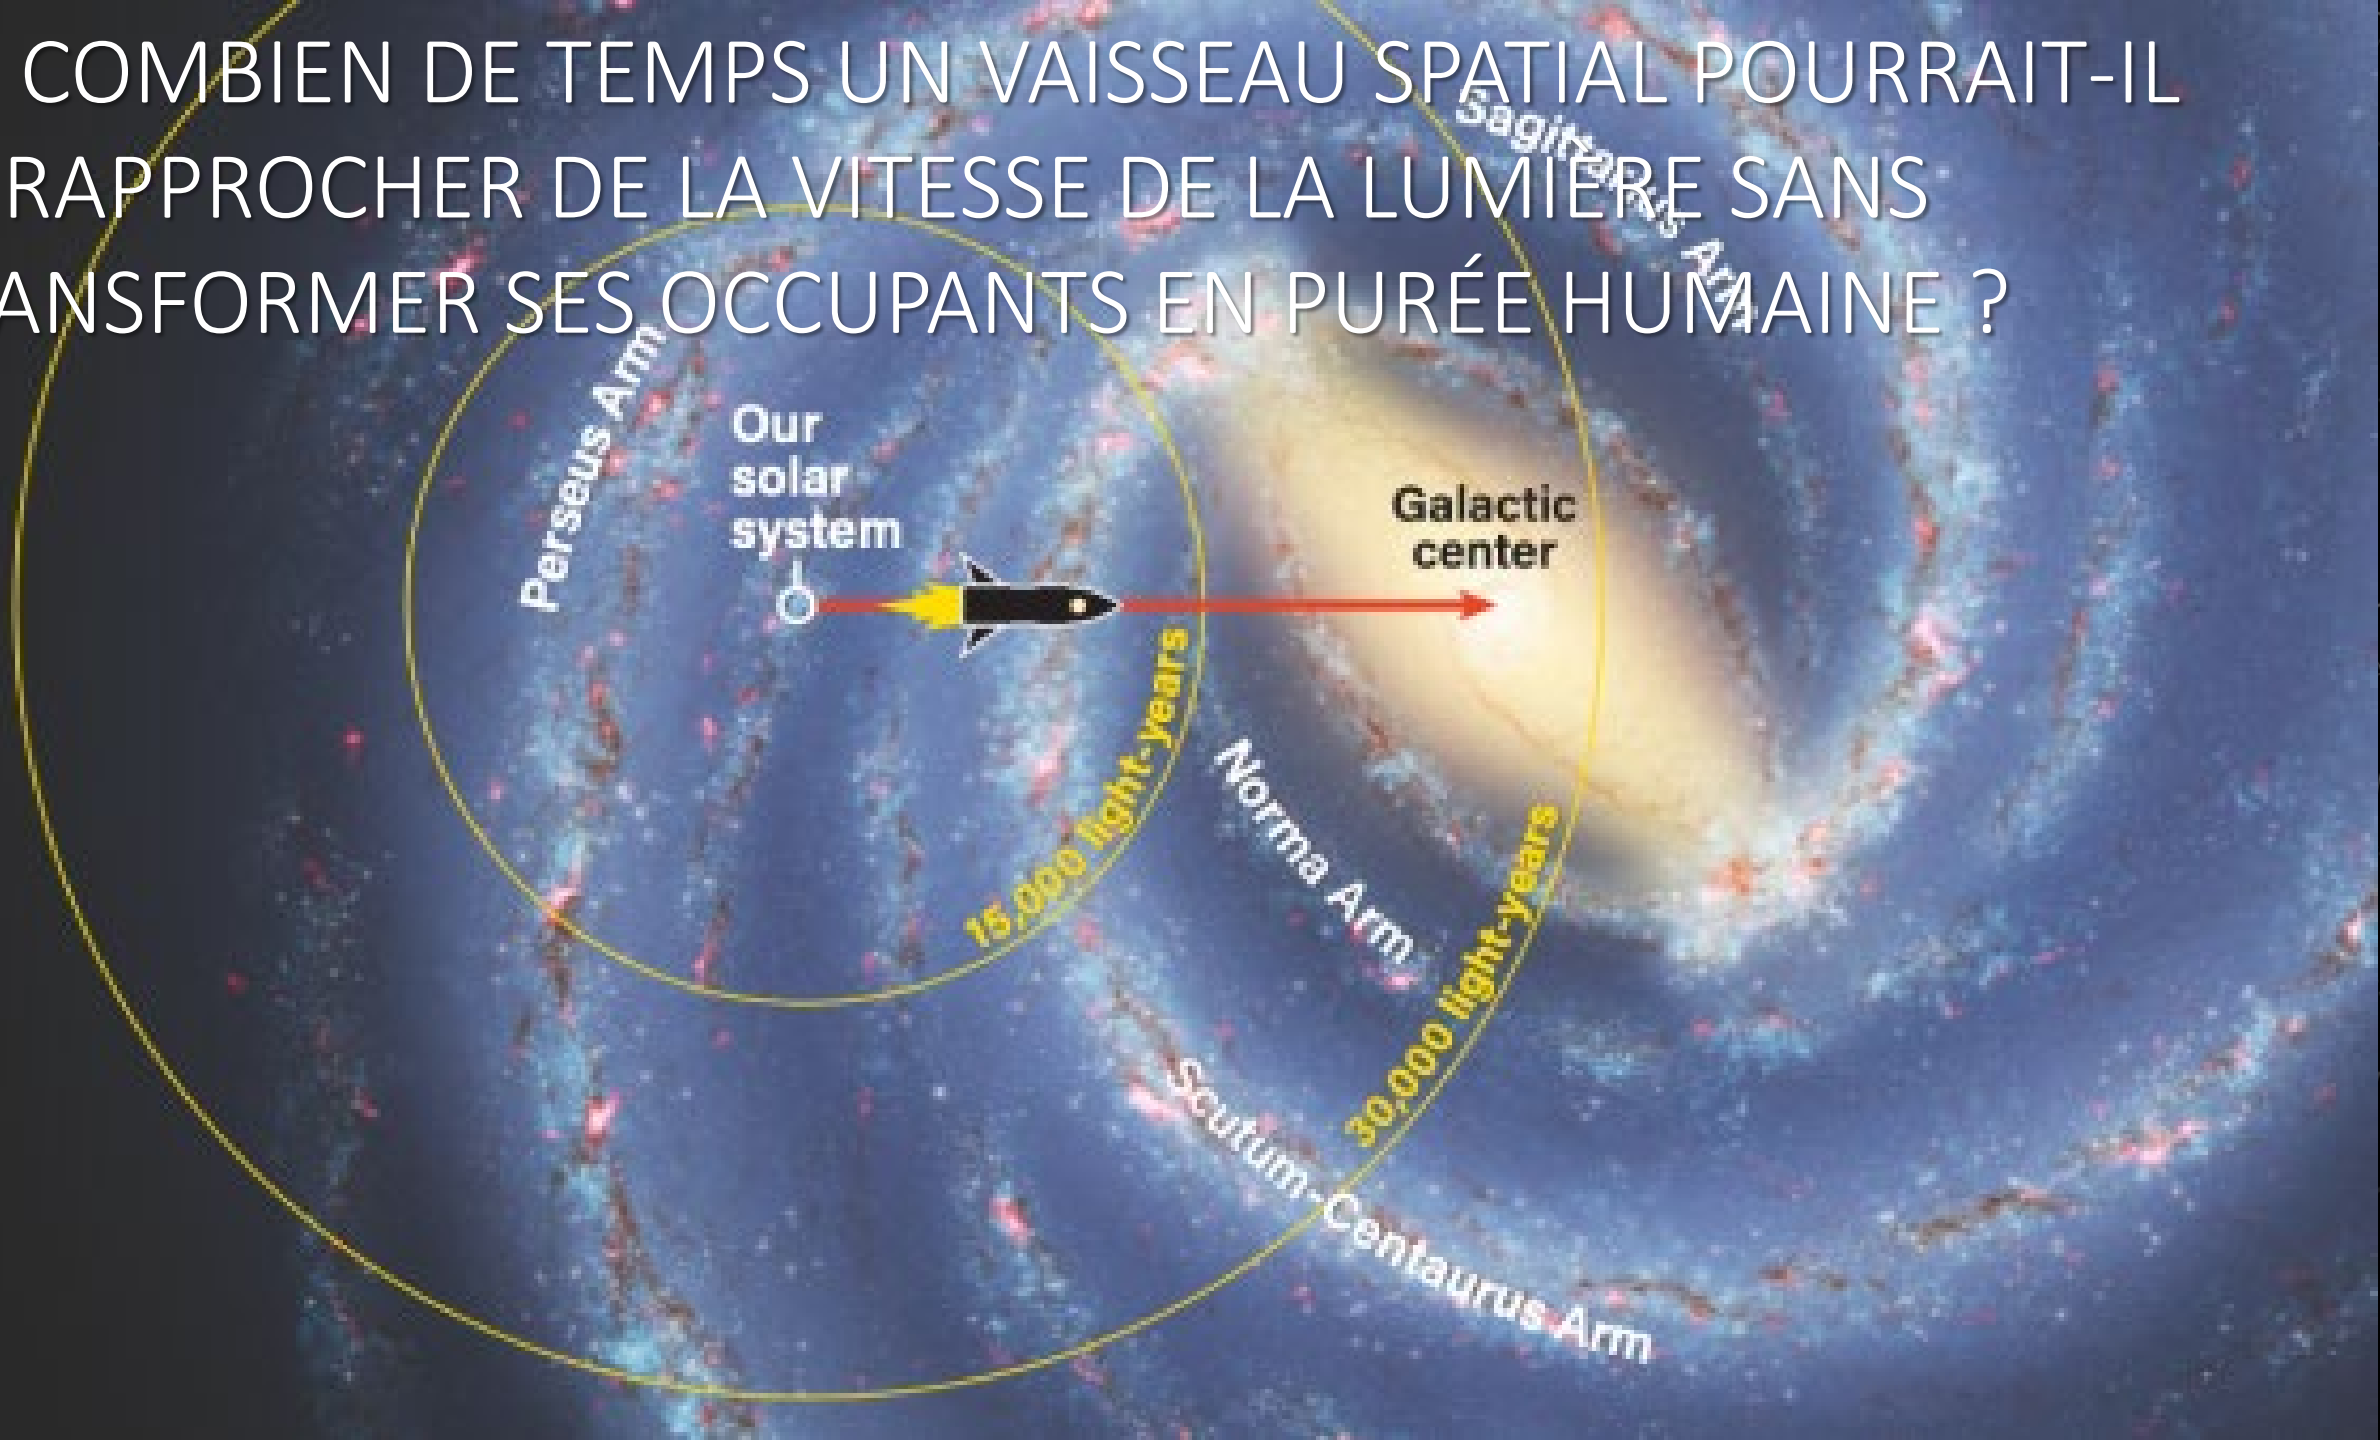 COMBIEN DE TEMPS UN VAISSEAU SPATIAL POURRAIT-IL
RAPPROCHER DE LA VITESSE DE LA LUMIÈRE SANS
ANSFORMER SES OCCUPANTS EN PURÉE HUMAINE ?
Sagittarius Arm
Perseus Arm
Our
solar
system
Galactic
center
15,000 light-years
Norma Arm
30,000 light-years
Scutum-Centaurus Arm